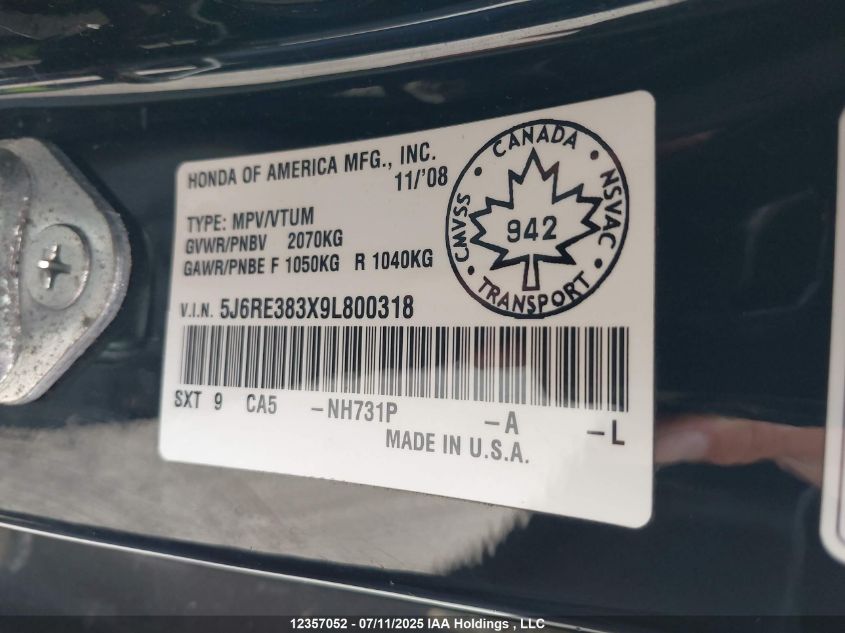 HONDA OF AMERICA MFG., INC.
11/'08
TYPE: MPV/VTUM
GVWR/PNBV 2070KG
GAWR/PNBE F 1050KG R 1040KG
V.I.N. 5J6RE383X9L800318
CANADA • NSVAC • TRANSPORT • CMVSS •
942
SXT 9 CA5 -NH731P -A -L
MADE IN U.S.A.
12357052 - 07/11/2025 IAA Holdings , LLC